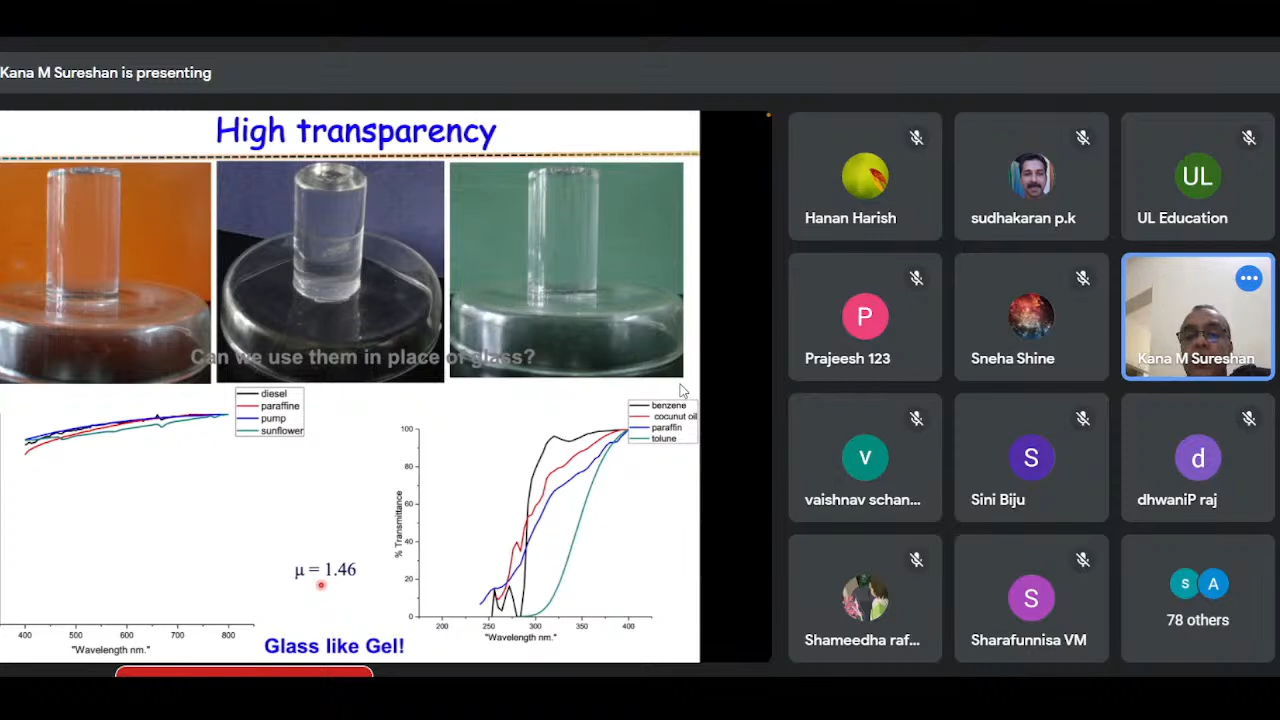 Kana M Sureshan is presenting
High transparency
Can we use them in place of glass?
diesel
paraffine
pump
sunflower
400 500 600 700 800
"Wavelength nm."
μ = 1.46
Glass like Gel!
benzene
cocunut oil
paraffin
tolune
% Transmittance
100
80
60
40
20
0
200 250 300 350 400
"Wavelength nm."
Hanan Harish
sudhakaran p.k
UL
UL Education
P
Prajeesh 123
Sneha Shine
Kana M Sureshan
v
vaishnav schan...
S
Sini Biju
d
dhwaniP raj
Shameedha raf...
S
Sharafunnisa VM
s A
78 others